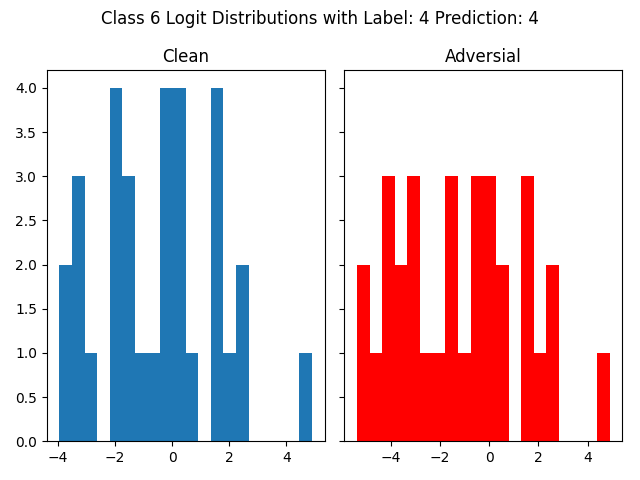 Class 6 Logit Distributions with Label: 4 Prediction: 4
Clean
Adversial
4.0
3.5
3.0
2.5
2.0
1.5
1.0
0.5
0.0
−4 −2 0 2 4
−4 −2 0 2 4